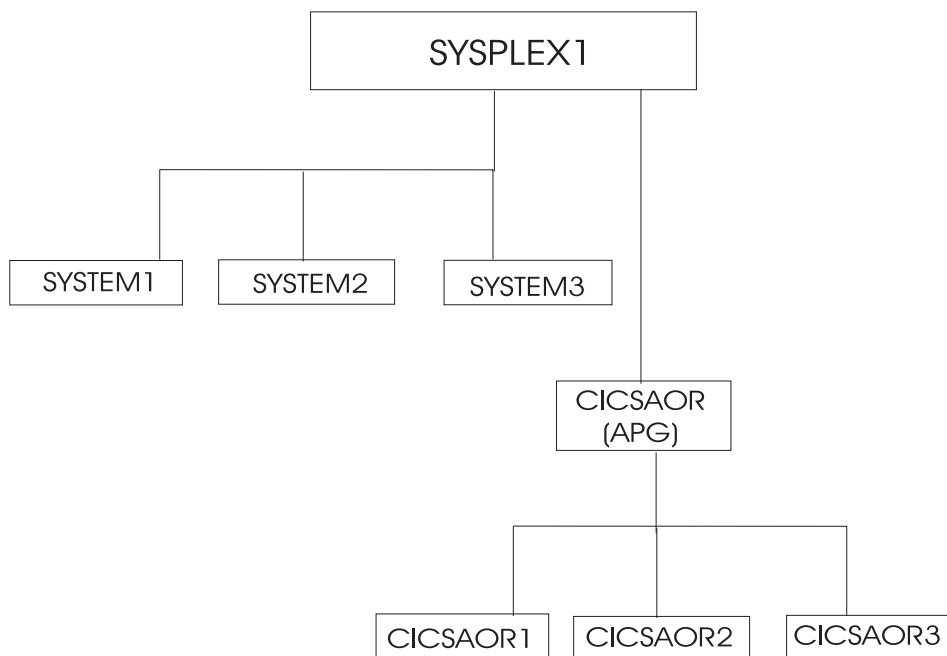 SYSPLEX1
SYSTEM1
SYSTEM2
SYSTEM3
CICSAOR
(APG)
CICSAOR1
CICSAOR2
CICSAOR3